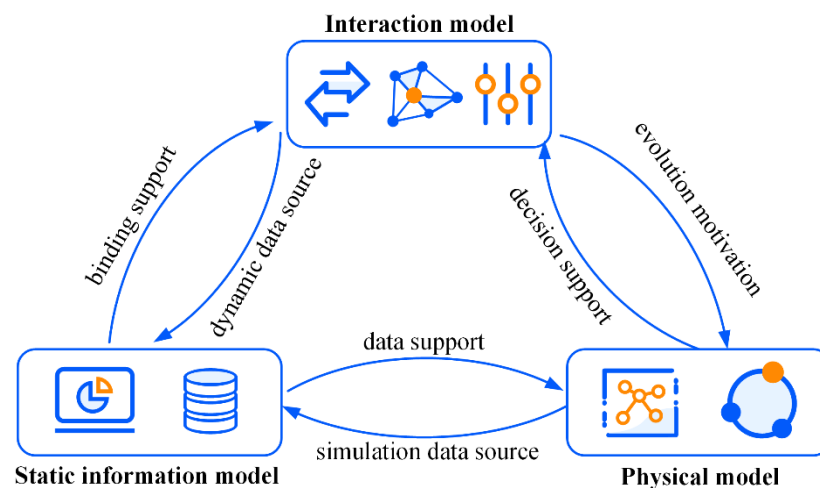 Interaction model
binding support
dynamic data source
decision support
evolution motivation
data support
simulation data source
Static information model
Physical model